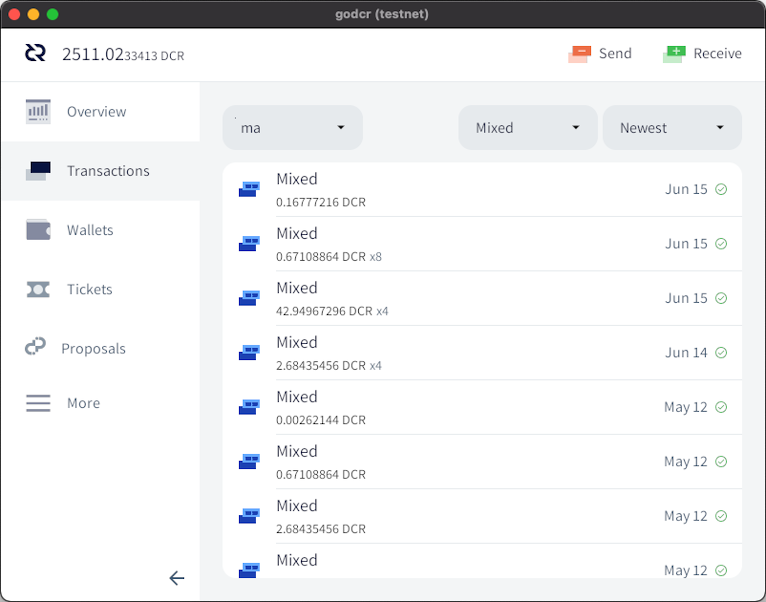 godcr (testnet)
2511.0233413 DCR
Send
Receive
Overview
Transactions
Wallets
Tickets
Proposals
More
ma
Mixed
Newest
Mixed
0.16777216 DCR
Jun 15
Mixed
0.67108864 DCR x8
Jun 15
Mixed
42.94967296 DCR x4
Jun 15
Mixed
2.68435456 DCR x4
Jun 14
Mixed
0.00262144 DCR
May 12
Mixed
0.67108864 DCR
May 12
Mixed
2.68435456 DCR
May 12
Mixed
May 12